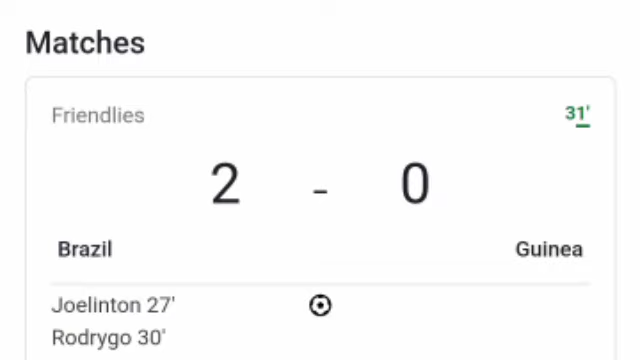 Matches
Friendlies 31'
2 - 0
Brazil Guinea
Joelinton 27'
Rodrygo 30'